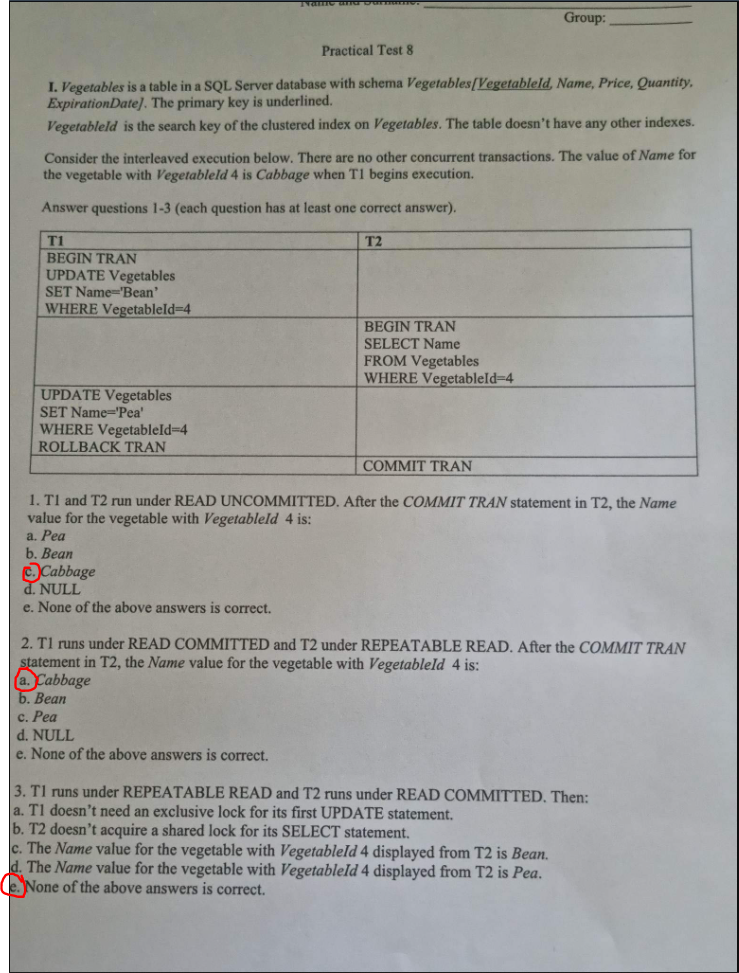 Group:
Practical Test 8
I. Vegetables is a table in a SQL Server database with schema Vegetables[VegetableId, Name, Price, Quantity,
ExpirationDate]. The primary key is underlined.
VegetableId is the search key of the clustered index on Vegetables. The table doesn't have any other indexes.
Consider the interleaved execution below. There are no other concurrent transactions. The value of Name for
the vegetable with VegetableId 4 is Cabbage when T1 begins execution.
Answer questions 1-3 (each question has at least one correct answer).
T1 T2
BEGIN TRAN
UPDATE Vegetables
SET Name='Bean'
WHERE VegetableId=4
BEGIN TRAN
SELECT Name
FROM Vegetables
WHERE VegetableId=4
UPDATE Vegetables
SET Name='Pea'
WHERE VegetableId=4
ROLLBACK TRAN
COMMIT TRAN
1. T1 and T2 run under READ UNCOMMITTED. After the COMMIT TRAN statement in T2, the Name
value for the vegetable with VegetableId 4 is:
a. Pea
b. Bean
c. Cabbage
d. NULL
e. None of the above answers is correct.
2. T1 runs under READ COMMITTED and T2 under REPEATABLE READ. After the COMMIT TRAN
statement in T2, the Name value for the vegetable with VegetableId 4 is:
a. Cabbage
b. Bean
c. Pea
d. NULL
e. None of the above answers is correct.
3. T1 runs under REPEATABLE READ and T2 runs under READ COMMITTED. Then:
a. T1 doesn't need an exclusive lock for its first UPDATE statement.
b. T2 doesn't acquire a shared lock for its SELECT statement.
c. The Name value for the vegetable with VegetableId 4 displayed from T2 is Bean.
d. The Name value for the vegetable with VegetableId 4 displayed from T2 is Pea.
e. None of the above answers is correct.